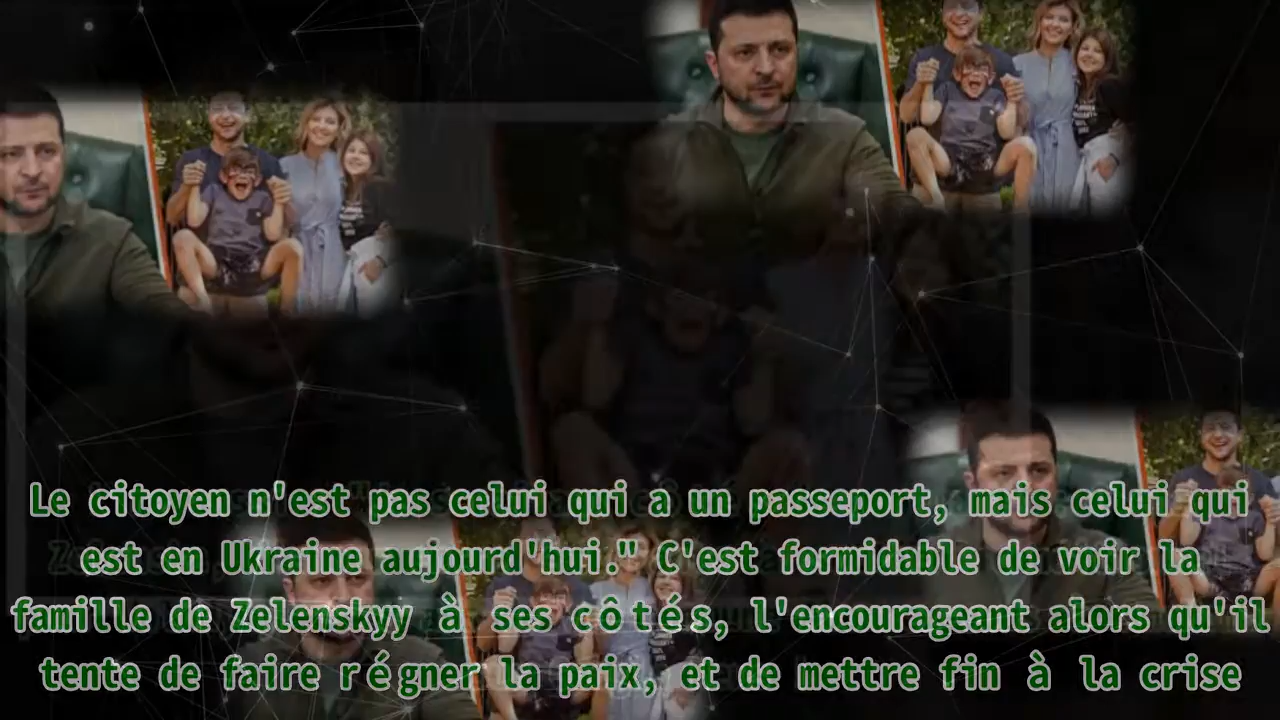 Le citoyen n'est pas celui qui a un passeport, mais celui qui
est en Ukraine aujourd'hui." C'est formidable de voir la
famille de Zelenskyy à ses côtés, l'encourageant alors qu'il
tente de faire régner la paix, et de mettre fin à la crise